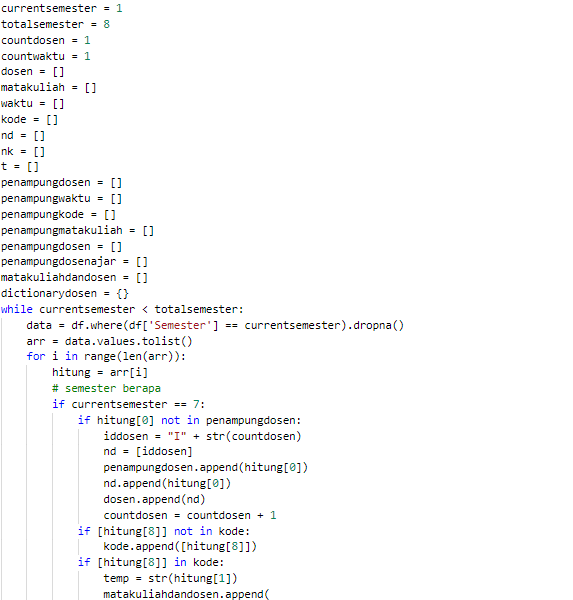 currentsemester = 1
totalsemester = 8
countdosen = 1
countwaktu = 1
dosen = []
matakuliah = []
waktu = []
kode = []
nd = []
nk = []
t = []
penampungdosen = []
penampungwaktu = []
penampungkode = []
penampungmatakuliah = []
penampungdosen = []
penampungdosenajar = []
matakuliahdandosen = []
dictionarydosen = {}
while currentsemester < totalsemester:
    data = df.where(df['Semester'] == currentsemester).dropna()
    arr = data.values.tolist()
    for i in range(len(arr)):
        hitung = arr[i]
        # semester berapa
        if currentsemester == 7:
            if hitung[0] not in penampungdosen:
                iddosen = "I" + str(countdosen)
                nd = [iddosen]
                penampungdosen.append(hitung[0])
                nd.append(hitung[0])
                dosen.append(nd)
                countdosen = countdosen + 1
            if [hitung[8]] not in kode:
                kode.append([hitung[8]])
            if [hitung[8]] in kode:
                temp = str(hitung[1])
                matakuliahdandosen.append(